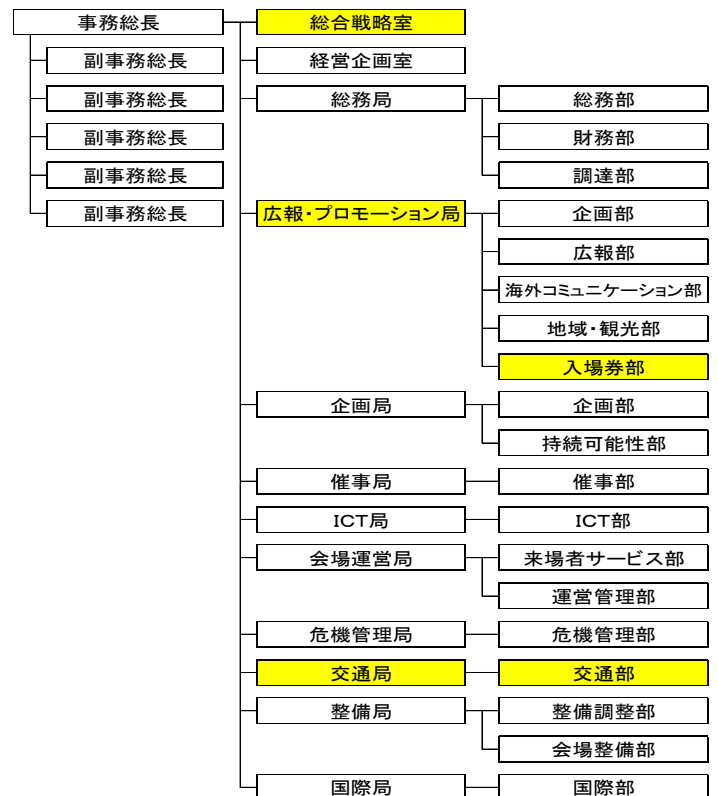 事務総長
副事務総長
副事務総長
副事務総長
副事務総長
副事務総長
総合戦略室
経営企画室
総務局
総務部
財務部
調達部
広報・プロモーション局
企画部
広報部
海外コミュニケーション部
地域・観光部
入場券部
企画局
企画部
持続可能性部
催事局
催事部
ICT局
ICT部
会場運営局
来場者サービス部
運営管理部
危機管理局
危機管理部
交通局
交通部
整備局
整備調整部
会場整備部
国際局
国際部